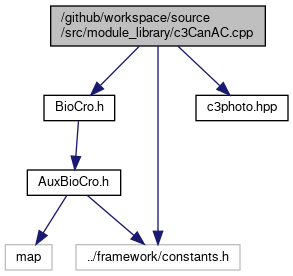 /github/workspace/source
/src/module_library/c3CanAC.cpp
BioCro.h
c3photo.hpp
AuxBioCro.h
map
../framework/constants.h